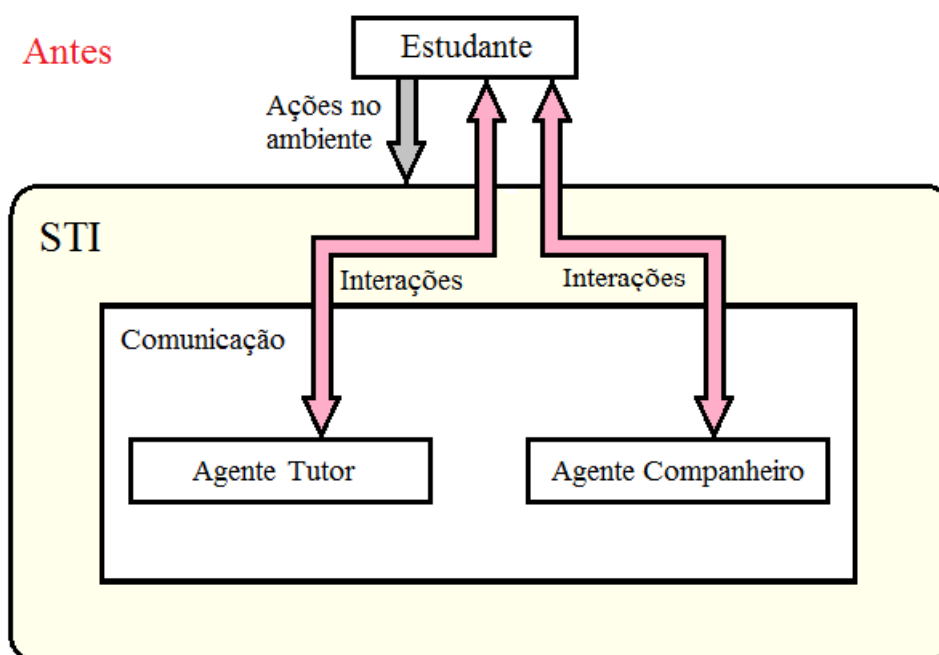 Antes
Estudante
Ações no
ambiente
STI
Interações
Interações
Comunicação
Agente Tutor
Agente Companheiro